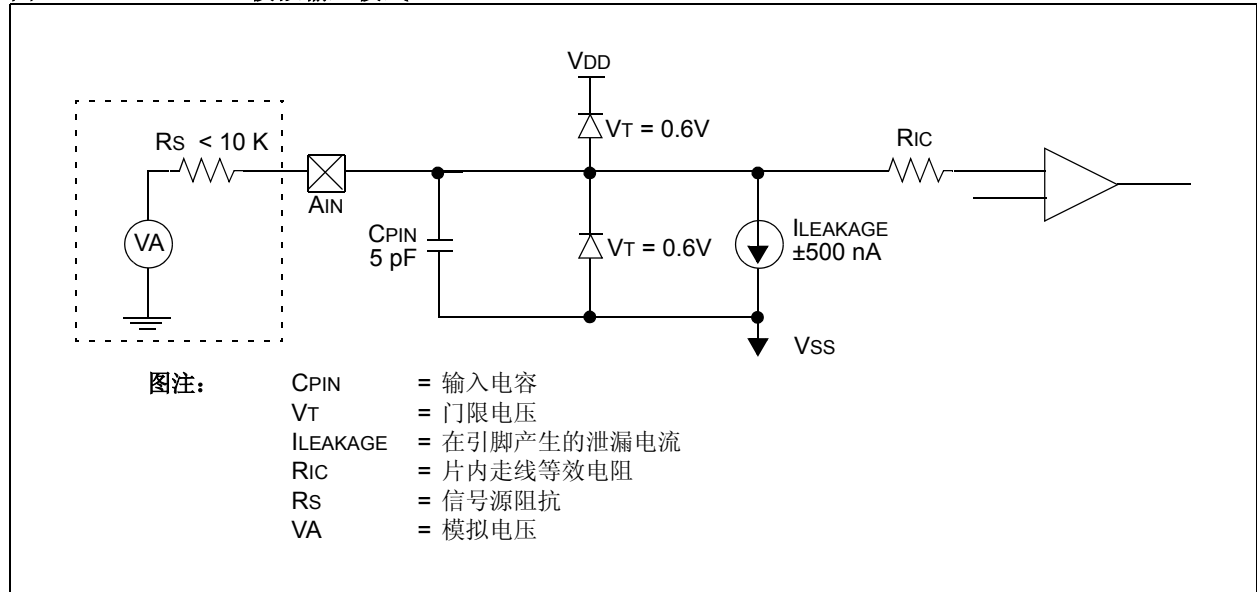 VDD
VT = 0.6V
RS < 10 K
RIC
AIN
VA
CPIN
5 pF
VT = 0.6V
ILEAKAGE
±500 nA
VSS
图注：
CPIN = 输入电容
VT = 门限电压
ILEAKAGE = 在引脚产生的泄漏电流
RIC = 片内走线等效电阻
RS = 信号源阻抗
VA = 模拟电压